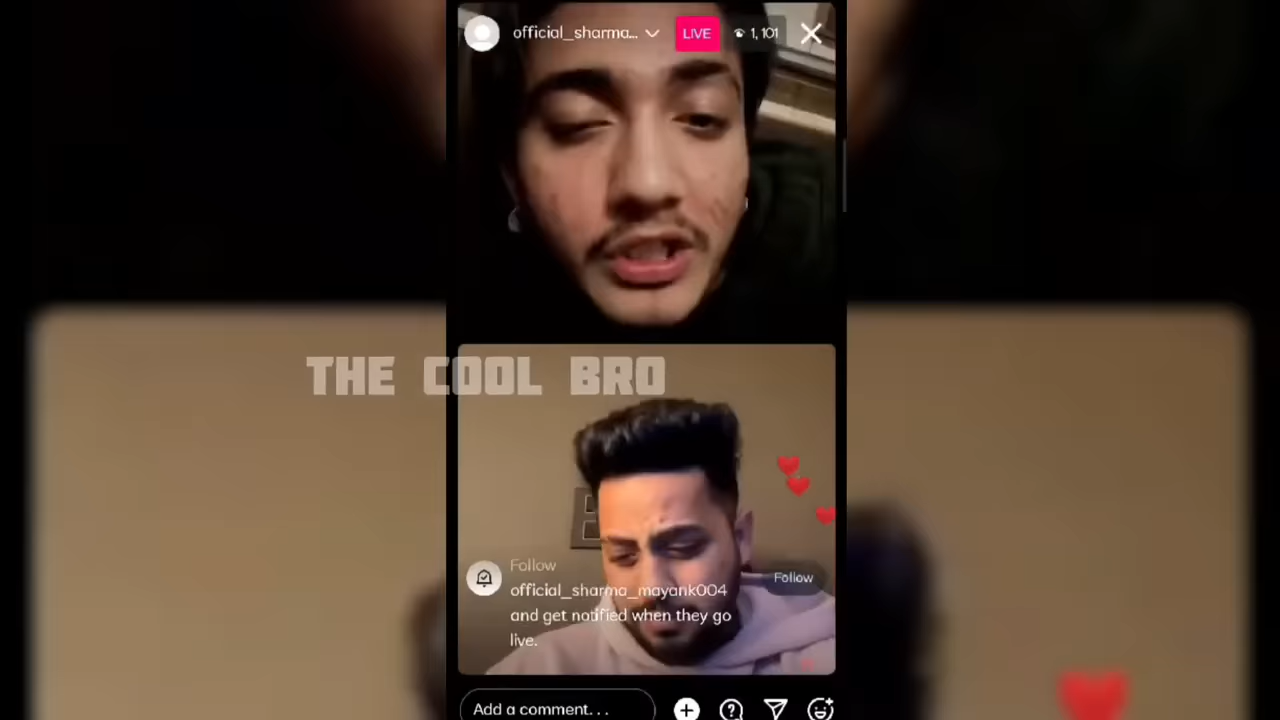 official_sharma...
LIVE
1,101
THE COOL BRO
Follow
official_sharma_mayank004
and get notified when they go
live.
Follow
Add a comment...